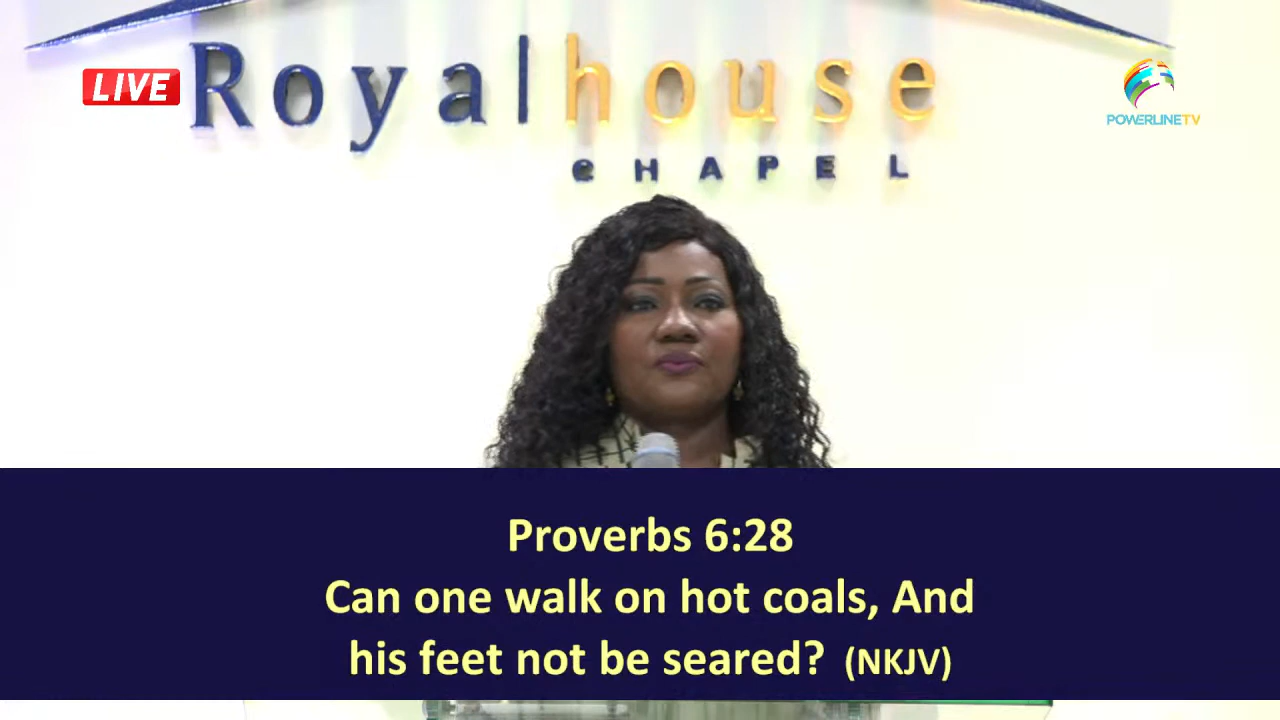 LIVE
Royalhouse
CHAPEL
POWERLINETV
Proverbs 6:28
Can one walk on hot coals, And
his feet not be seared? (NKJV)